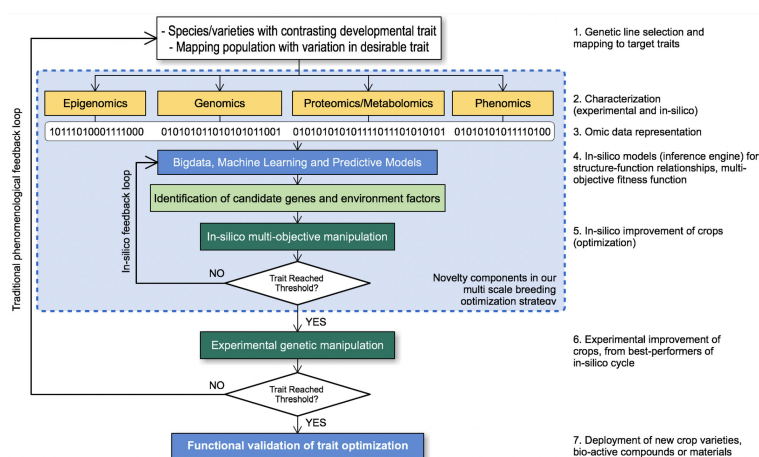 - Species/varieties with contrasting developmental trait
- Mapping population with variation in desirable trait
1. Genetic line selection and
mapping to target traits
Traditional phenomenological feedback loop
Epigenomics
Genomics
Proteomics/Metabolomics
Phenomics
2. Characterization
(experimental and in-silico)
10111010001111000
010101011010101011001
0101010101011110111011010101
01010101011110100
3. Omic data representation
Bigdata, Machine Learning and Predictive Models
4. In-silico models (inference engine) for
structure-function relationships, multi-
objective fitness function
In-silico feedback loop
Identification of candidate genes and environment factors
In-silico multi-objective manipulation
5. In-silico improvement of crops
(optimization)
NO
Trait Reached
Threshold?
Novelty components in our
multi scale breeding
optimization strategy
YES
Experimental genetic manipulation
6. Experimental improvement of
crops, from best-performers of
in-silico cycle
NO
Trait Reached
Threshold?
YES
Functional validation of trait optimization
7. Deployment of new crop varieties,
bio-active compounds or materials